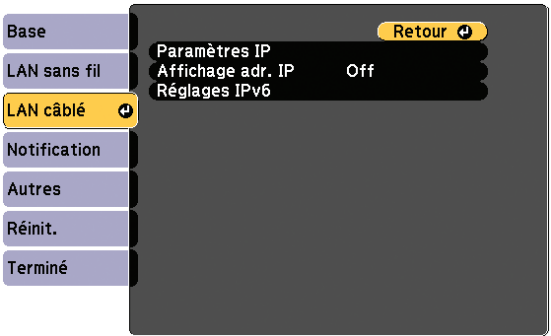 Base
LAN sans fil
LAN câblé
Notification
Autres
Réinit.
Terminé
Retour
Paramètres IP
Affichage adr. IP Off
Réglages IPv6